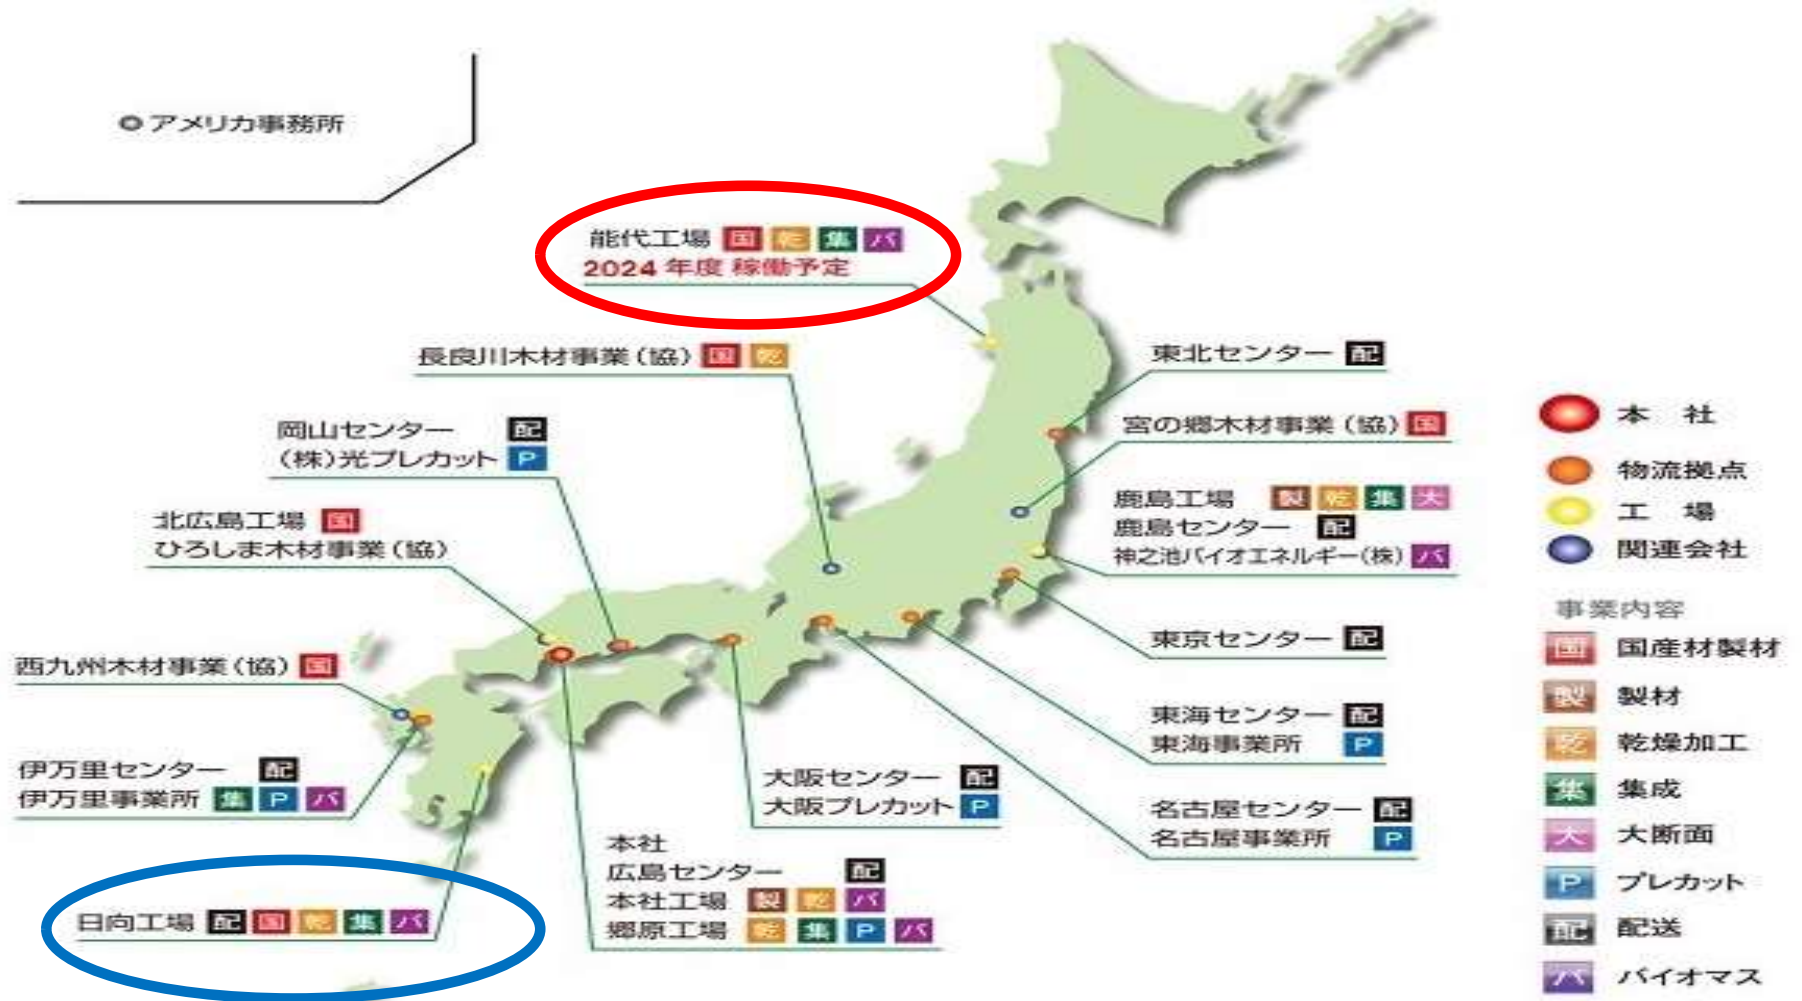 アメリカ事務所
能代工場 国 乾 集 バ
2024年度 稼働予定
長良川木材事業(協) 国 乾
東北センター 配
宮の郷木材事業(協) 国
岡山センター 配
(株)光プレカット P
鹿島工場 製 乾 集 大
鹿島センター 配
神之池バイオエネルギー(株) バ
北広島工場 国
ひろしま木材事業(協)
東京センター 配
西九州木材事業(協) 国
東海センター 配
東海事業所 P
伊万里センター 配
伊万里事業所 集 P バ
大阪センター 配
大阪プレカット P
名古屋センター 配
名古屋事業所 P
本社
広島センター 配
本社工場 製 乾 バ
郷原工場 乾 集 P バ
日向工場 配 国 乾 集 バ
本 社
物流拠点
工 場
関連会社
事業内容
国 国産材製材
製 製材
乾 乾燥加工
集 集成
大 大断面
P プレカット
配 配送
バ バイオマス